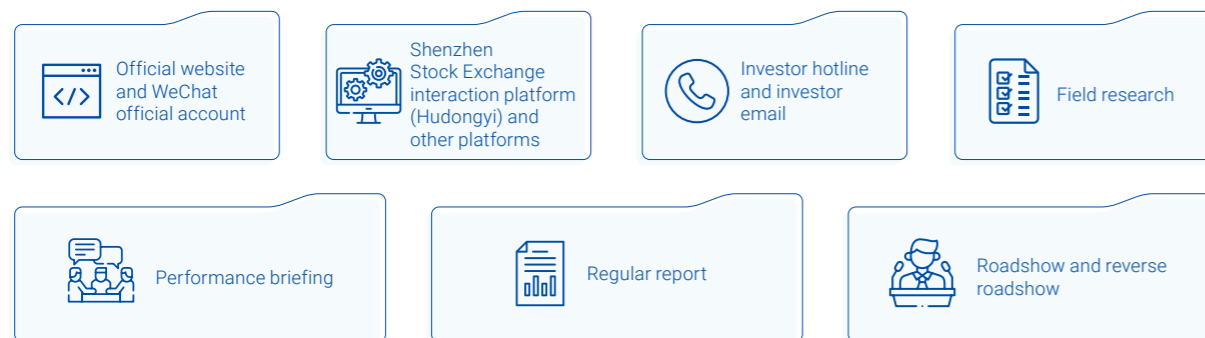 Official website
and WeChat
official account
Shenzhen
Stock Exchange
interaction platform
(Hudongyi) and
other platforms
Investor hotline
and investor
email
Field research
Performance briefing
Regular report
Roadshow and reverse
roadshow